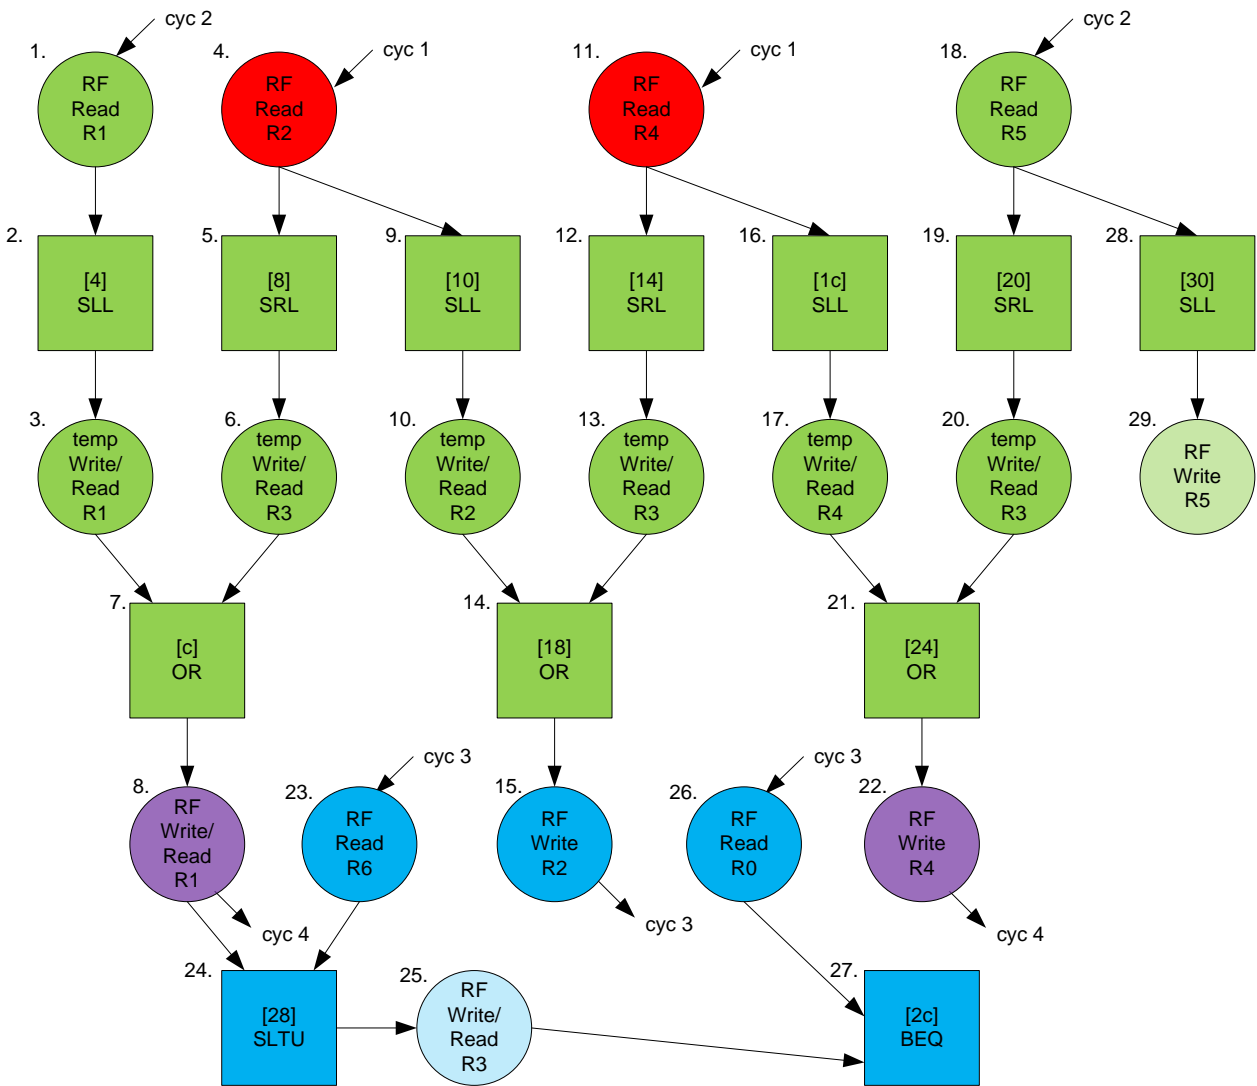 cyc 2
1.
RF
Read
R1
4.
RF
Read
R2
cyc 1
11.
RF
Read
R4
cyc 1
18.
RF
Read
R5
cyc 2
2.
[4]
SLL
5.
[8]
SRL
9.
[10]
SLL
12.
[14]
SRL
16.
[1c]
SLL
19.
[20]
SRL
28.
[30]
SLL
3.
temp
Write/
Read
R1
6.
temp
Write/
Read
R3
10.
temp
Write/
Read
R2
13.
temp
Write/
Read
R3
17.
temp
Write/
Read
R4
20.
temp
Write/
Read
R3
29.
RF
Write
R5
7.
[c]
OR
14.
[18]
OR
21.
[24]
OR
8.
RF
Write/
Read
R1
cyc 4
23.
RF
Read
R6
cyc 3
15.
RF
Write
R2
cyc 3
26.
RF
Read
R0
cyc 3
22.
RF
Write
R4
cyc 4
24.
[28]
SLTU
25.
RF
Write/
Read
R3
27.
[2c]
BEQ